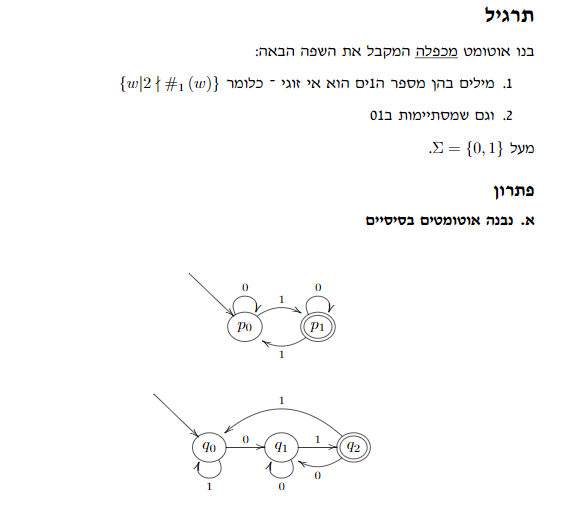 תרגיל
בנו אוטומט מכפלה המקבל את השפה הבאה:
1. מילים בהן מספר ה1ים הוא אי זוגי - כלומר {w|2 ∤ #₁ (w)}
2. וגם שמסתיימות ב01
מעל Σ = {0, 1}.
פתרון
א. נבנה אוטומטים בסיסיים
0 0
1
p₀ p₁
1
1
0 1
q₀ q₁ q₂
0
1 0